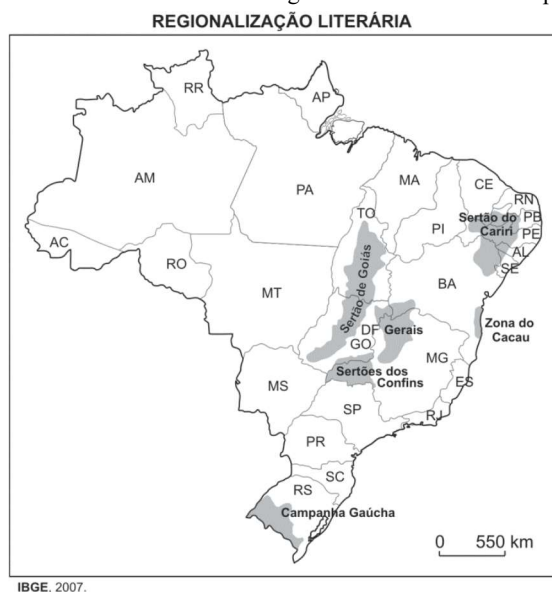 REGIONALIZAÇÃO LITERÁRIA
RR
AP
AM
PA
MA
CE
RN
Sertão do
Cariri
PB
PE
PI
AL
SE
TO
AC
RO
MT
BA
Sertão de Goiás
DF
Gerais
GO
Zona do
Cacau
Sertões dos
Confins
MG
ES
MS
SP
RJ
PR
SC
RS
Campanha Gaúcha
0 550 km
IBGE, 2007.